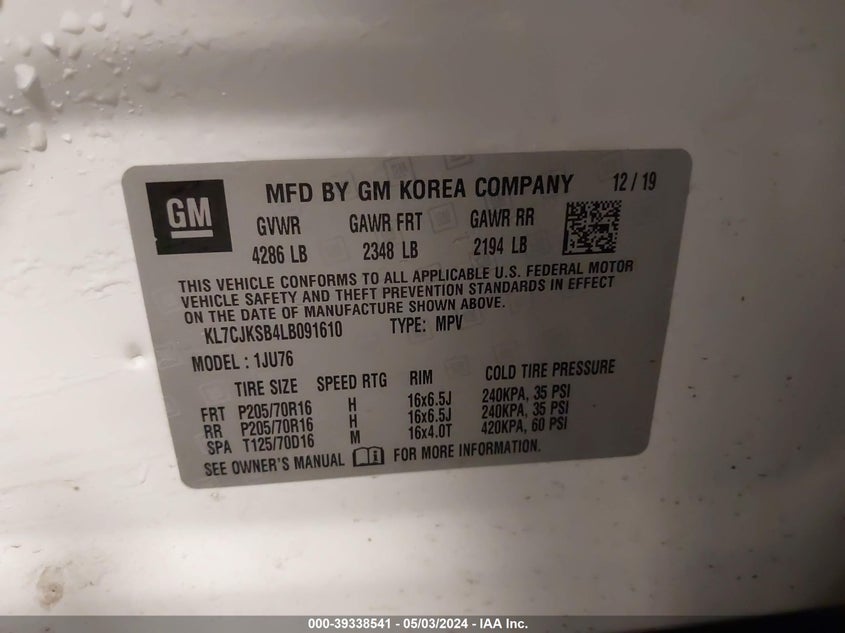 GM
MFD BY GM KOREA COMPANY 12/19
GVWR GAWR FRT GAWR RR
4286 LB 2348 LB 2194 LB
THIS VEHICLE CONFORMS TO ALL APPLICABLE U.S. FEDERAL MOTOR
VEHICLE SAFETY AND THEFT PREVENTION STANDARDS IN EFFECT
ON THE DATE OF MANUFACTURE SHOWN ABOVE.
KL7CJKSB4LB091610 TYPE: MPV
MODEL: 1JU76
TIRE SIZE SPEED RTG RIM COLD TIRE PRESSURE
FRT P205/70R16 H 16x6.5J 240KPA, 35 PSI
RR P205/70R16 H 16x6.5J 240KPA, 35 PSI
SPA T125/70D16 M 16x4.0T 420KPA, 60 PSI
SEE OWNER'S MANUAL FOR MORE INFORMATION.
000-39338541 - 05/03/2024 - IAA Inc.